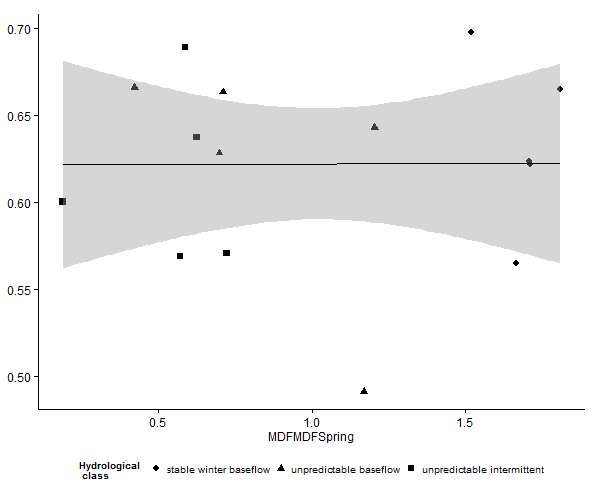 0.70
0.65
0.60
0.55
0.50
0.5 1.0 1.5
MDFMDFSpring
Hydrological
class
stable winter baseflow unpredictable baseflow unpredictable intermittent